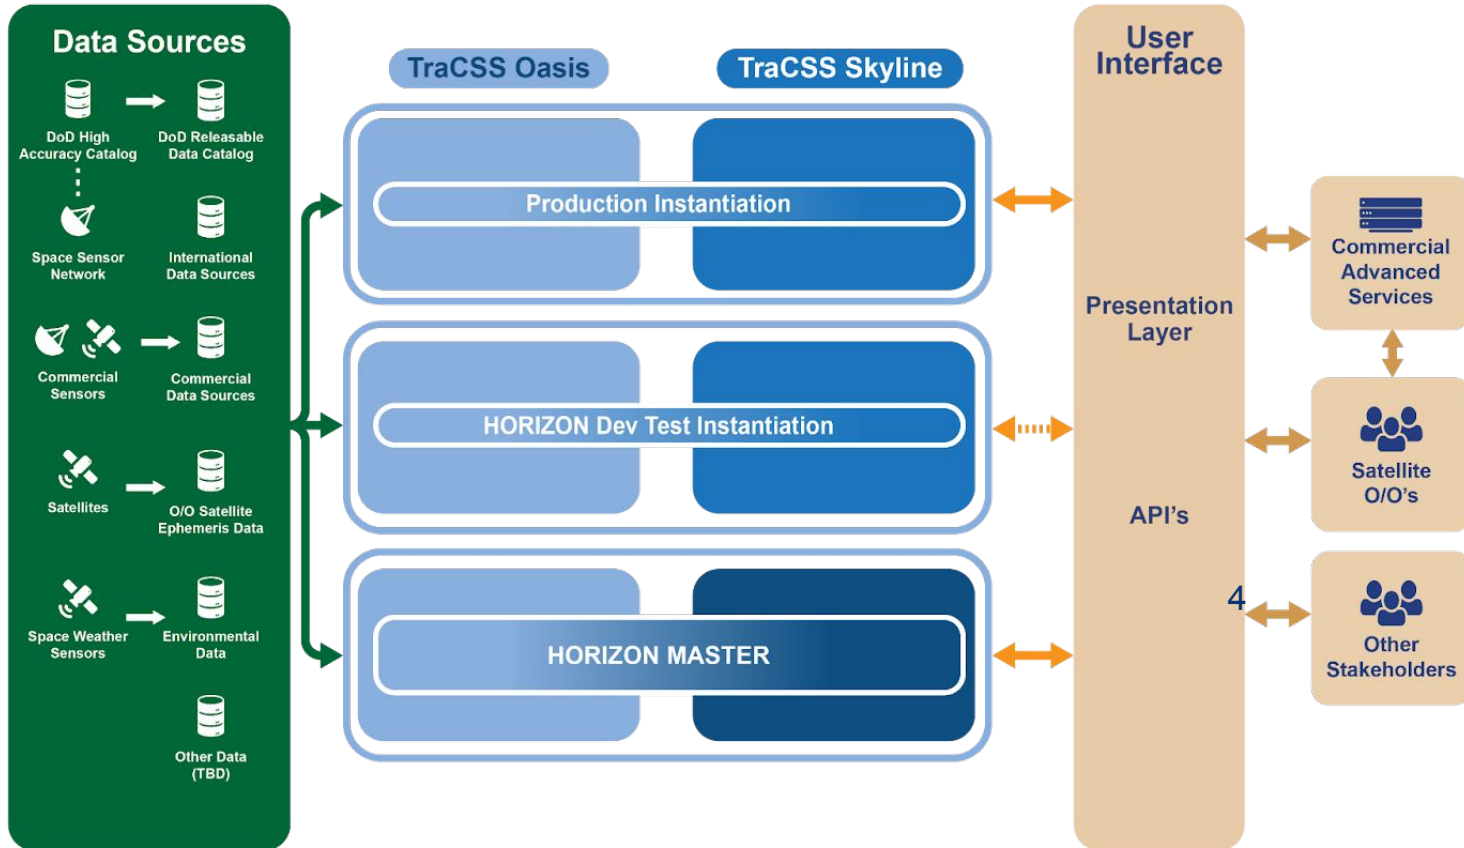 Data Sources
DoD High
Accuracy Catalog
DoD Releasable
Data Catalog
Space Sensor
Network
International
Data Sources
Commercial
Sensors
Commercial
Data Sources
Satellites
O/O Satellite
Ephemeris Data
Space Weather
Sensors
Environmental
Data
Other Data
(TBD)
TraCSS Oasis
TraCSS Skyline
Production Instantiation
HORIZON Dev Test Instantiation
HORIZON MASTER
User
Interface
Presentation
Layer
API's
4
Commercial
Advanced
Services
Satellite
O/O's
Other
Stakeholders